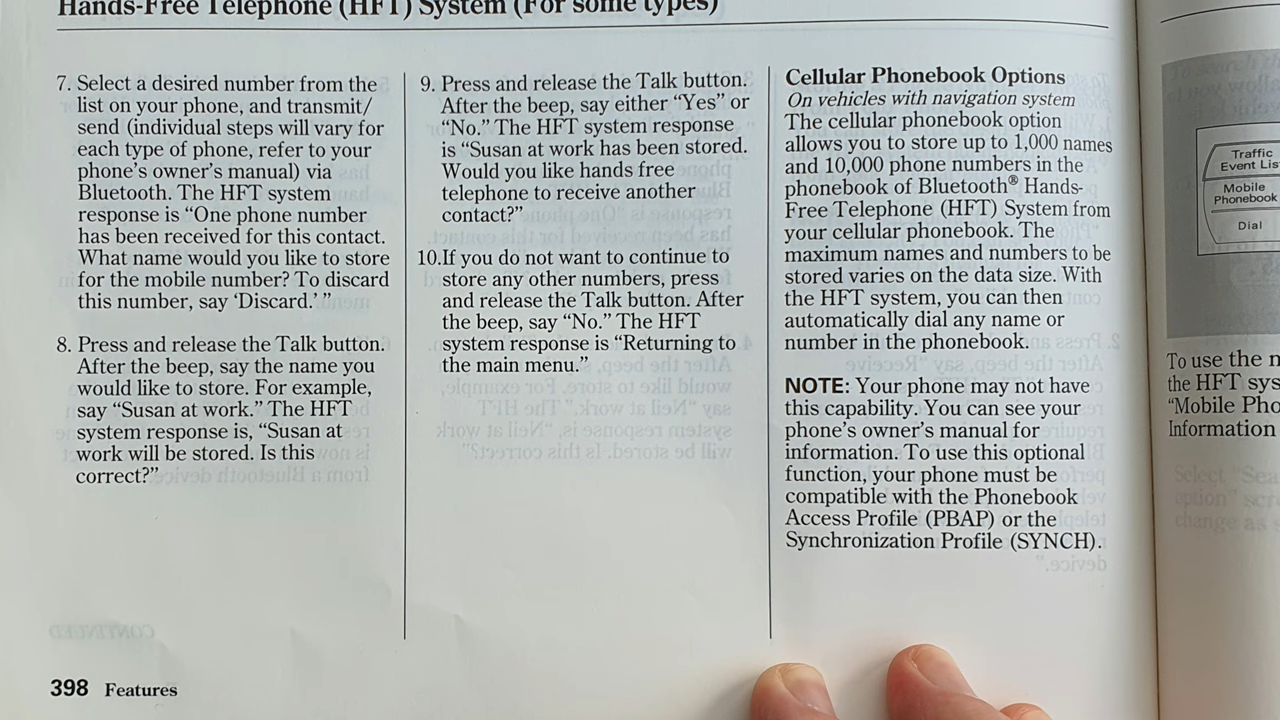 Hands-Free Telephone (HFT) System (For some types)
7. Select a desired number from the
list on your phone, and transmit/
send (individual steps will vary for
each type of phone, refer to your
phone's owner's manual) via
Bluetooth. The HFT system
response is “One phone number
has been received for this contact.
What name would you like to store
for the mobile number? To discard
this number, say ‘Discard.’ ”
8. Press and release the Talk button.
After the beep, say the name you
would like to store. For example,
say “Susan at work.” The HFT
system response is, “Susan at
work will be stored. Is this
correct?”
9. Press and release the Talk button.
After the beep, say either “Yes” or
“No.” The HFT system response
is “Susan at work has been stored.
Would you like hands free
telephone to receive another
contact?”
10.If you do not want to continue to
store any other numbers, press
and release the Talk button. After
the beep, say “No.” The HFT
system response is “Returning to
the main menu.”
Cellular Phonebook Options
On vehicles with navigation system
The cellular phonebook option
allows you to store up to 1,000 names
and 10,000 phone numbers in the
phonebook of Bluetooth® Hands-
Free Telephone (HFT) System from
your cellular phonebook. The
maximum names and numbers to be
stored varies on the data size. With
the HFT system, you can then
automatically dial any name or
number in the phonebook.
NOTE: Your phone may not have
this capability. You can see your
phone's owner's manual for
information. To use this optional
function, your phone must be
compatible with the Phonebook
Access Profile (PBAP) or the
Synchronization Profile (SYNCH).
398 Features
Traffic
Event Lis
Mobile
Phonebook
Dial
To use the n
the HFT sys
“Mobile Pho
Information